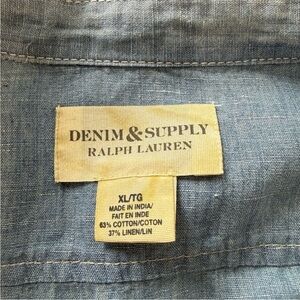 DENIM & SUPPLY
RALPH LAUREN
XL/TG
MADE IN INDIA/
FAIT EN INDE
63% COTTON/COTON
37% LINEN/LIN